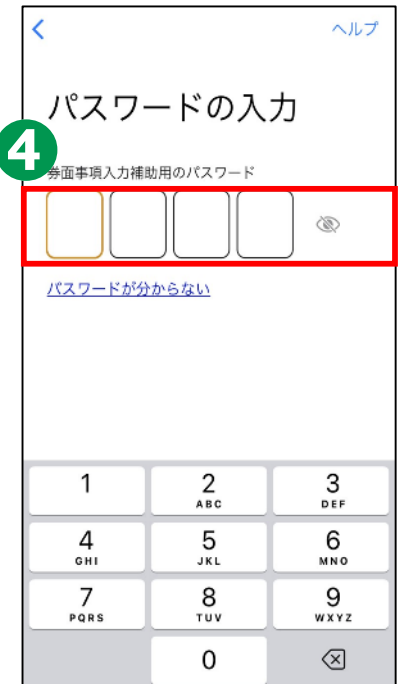 ヘルプ
パスワードの入力
4
券面事項入力補助用のパスワード
パスワードが分からない
1
2
ABC
3
DEF
4
GHI
5
JKL
6
MNO
7
PQRS
8
TUV
9
WXYZ
0